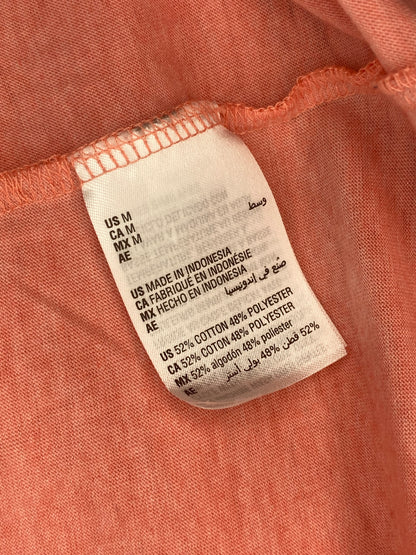 US M
CA M
MX M
AE وسط
US MADE IN INDONESIA
CA FABRIQUÉ EN INDONÉSIE
MX HECHO EN INDONESIA
AE صنع في إندونيسيا
US 52% COTTON 48% POLYESTER
CA 52% COTON 48% POLYESTER
MX 52% algodón 48% poliester
AE 52% قطن 48% بولي أستر